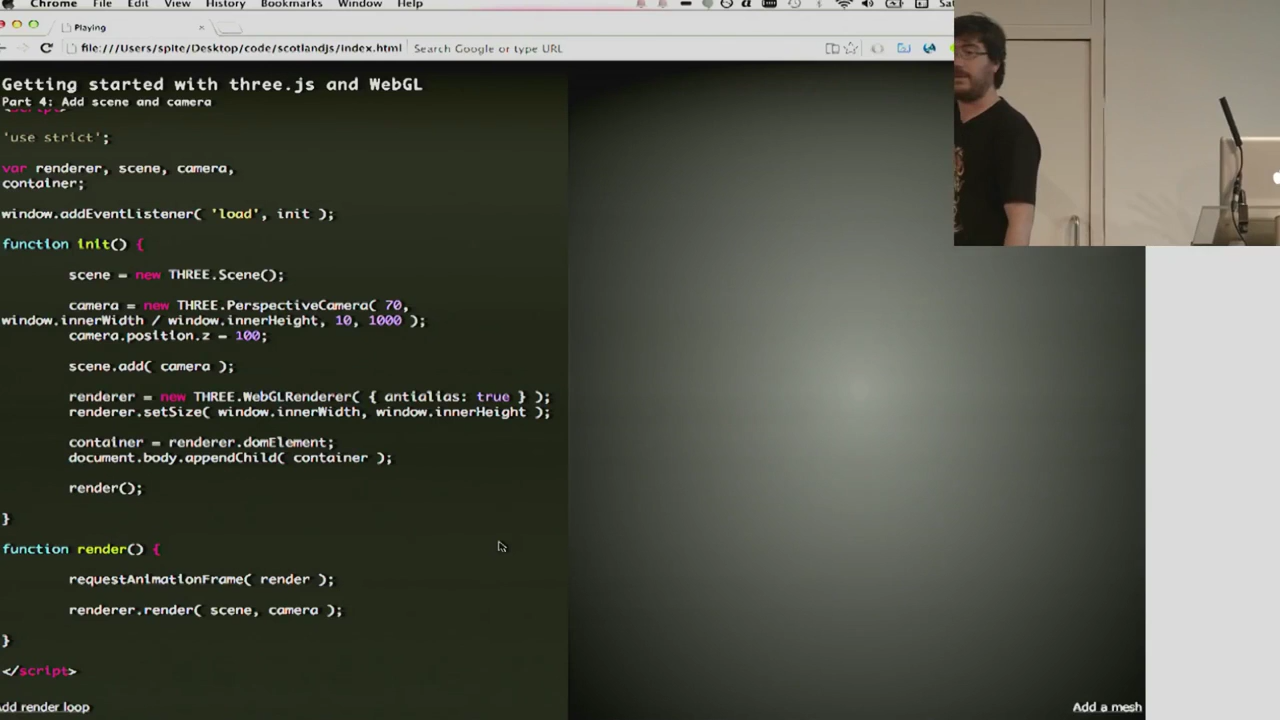 Chrome File Edit View History Bookmarks Window Help
Playing
file:///Users/spite/Desktop/code/scotlandjs/index.html Search Google or type URL
Getting started with three.js and WebGL
Part 4: Add scene and camera
'use strict';
var renderer, scene, camera,
container;
window.addEventListener( 'load', init );
function init() {
scene = new THREE.Scene();
camera = new THREE.PerspectiveCamera( 70,
window.innerWidth / window.innerHeight, 10, 1000 );
camera.position.z = 100;
scene.add( camera );
renderer = new THREE.WebGLRenderer( { antialias: true } );
renderer.setSize( window.innerWidth, window.innerHeight );
container = renderer.domElement;
document.body.appendChild( container );
render();
}
function render() {
requestAnimationFrame( render );
renderer.render( scene, camera );
}
</script>
dd render loop
Add a mesh